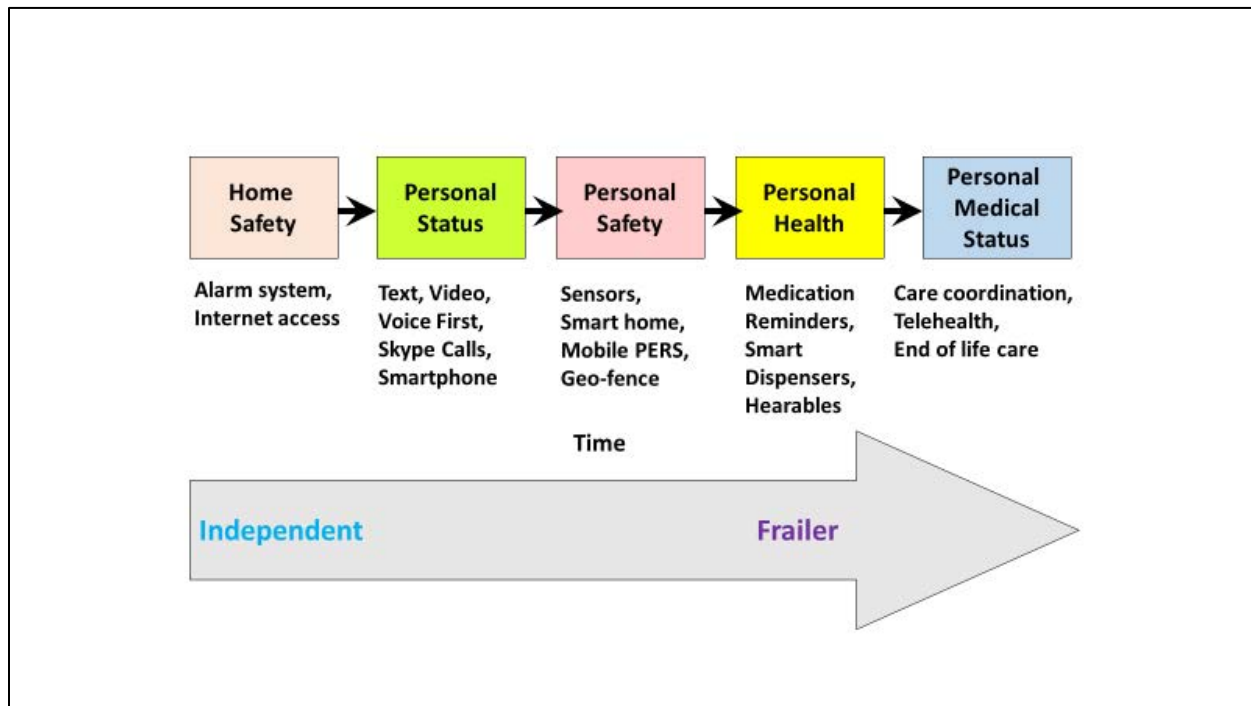 Home
Safety
Personal
Status
Personal
Safety
Personal
Health
Personal
Medical
Status
Alarm system,
Internet access
Text, Video,
Voice First,
Skype Calls,
Smartphone
Sensors,
Smart home,
Mobile PERS,
Geo-fence
Medication
Reminders,
Smart
Dispensers,
Hearables
Care coordination,
Telehealth,
End of life care
Time
Independent
Frailer